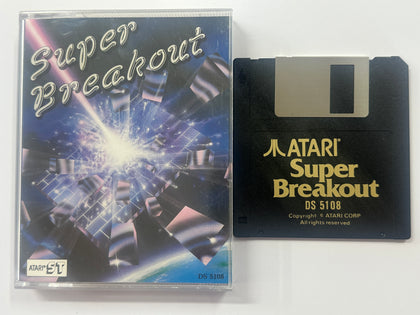 Super
Breakout
ATARI ST
DS 5108
ATARI
Super
Breakout
DS 5108
Copyright © ATARI CORP
All rights reserved